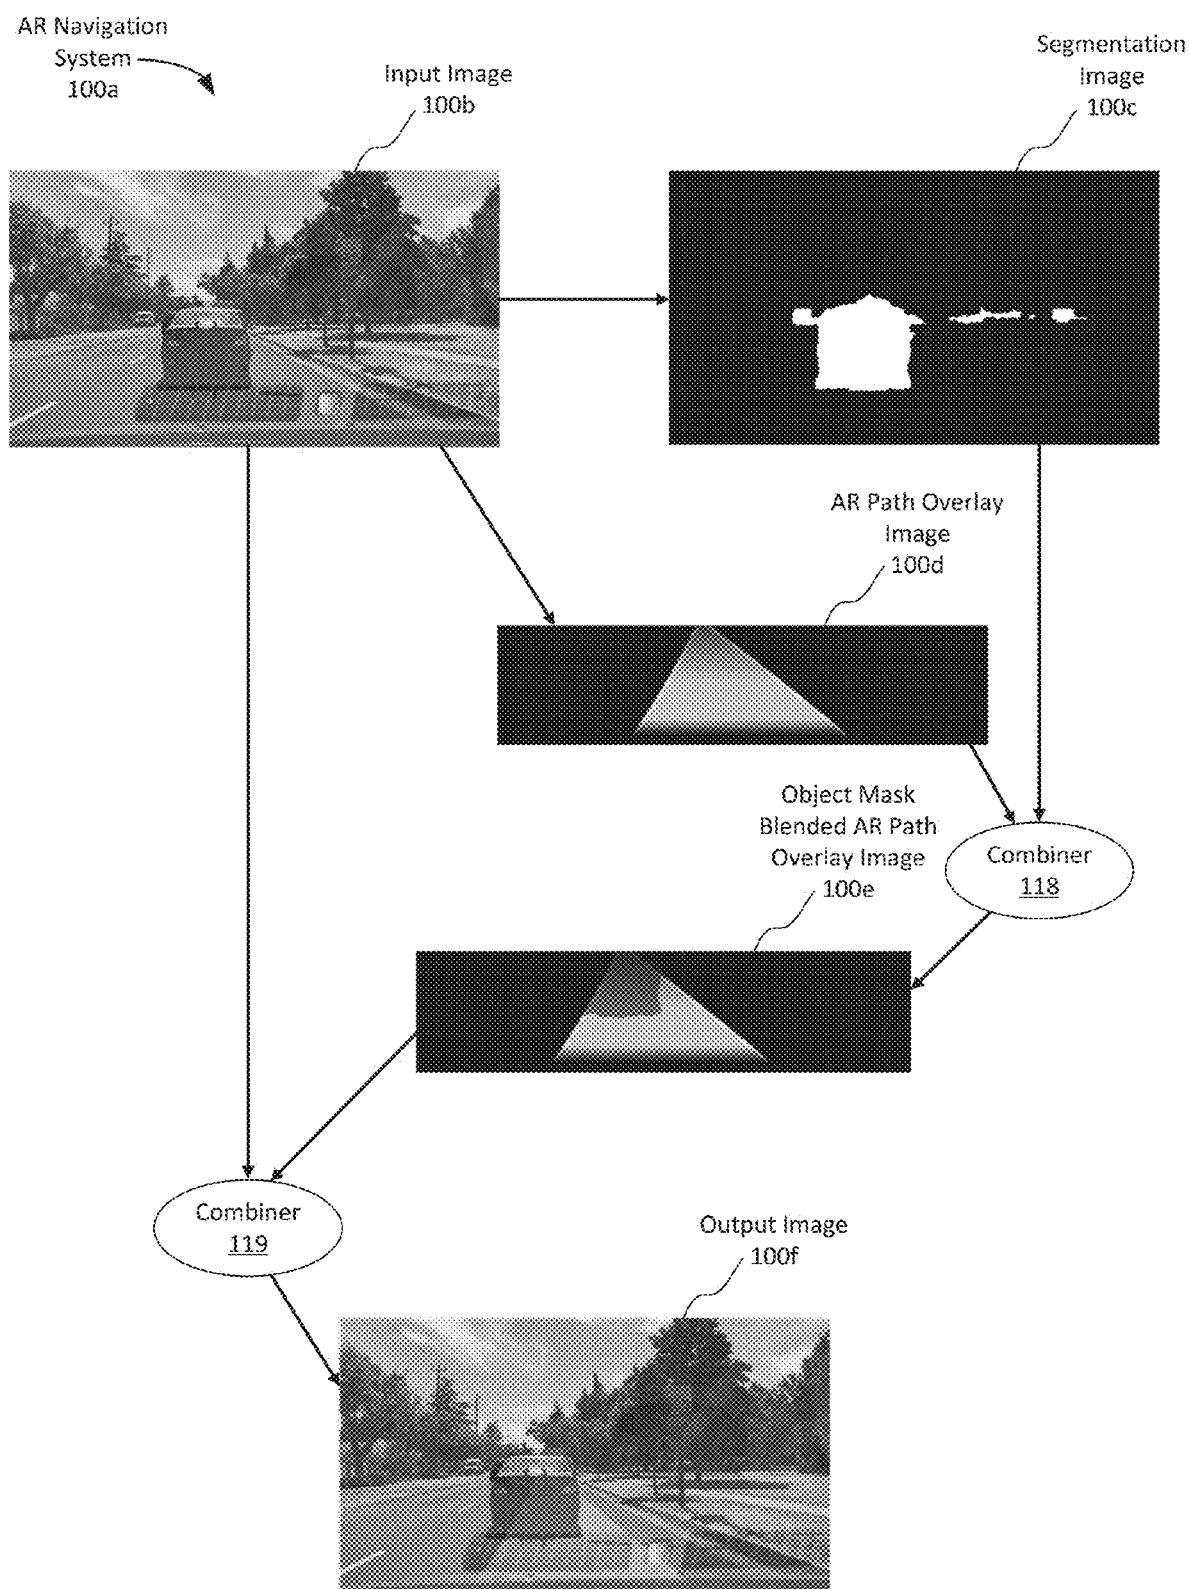 AR Navigation
System
100a
Input Image
100b
Segmentation
Image
100c
AR Path Overlay
Image
100d
Object Mask
Blended AR Path
Overlay Image
100e
Combiner
118
Combiner
119
Output Image
100f